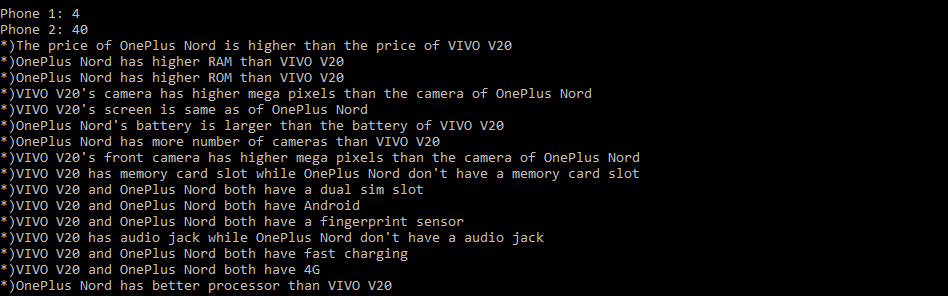 Phone 1: 4
Phone 2: 40
*)The price of OnePlus Nord is higher than the price of VIVO V20
*)OnePlus Nord has higher RAM than VIVO V20
*)OnePlus Nord has higher ROM than VIVO V20
*)VIVO V20's camera has higher mega pixels than the camera of OnePlus Nord
*)VIVO V20's screen is same as of OnePlus Nord
*)OnePlus Nord's battery is larger than the battery of VIVO V20
*)OnePlus Nord has more number of cameras than VIVO V20
*)VIVO V20's front camera has higher mega pixels than the camera of OnePlus Nord
*)VIVO V20 has memory card slot while OnePlus Nord don't have a memory card slot
*)VIVO V20 and OnePlus Nord both have a dual sim slot
*)VIVO V20 and OnePlus Nord both have Android
*)VIVO V20 and OnePlus Nord both have a fingerprint sensor
*)VIVO V20 has audio jack while OnePlus Nord don't have a audio jack
*)VIVO V20 and OnePlus Nord both have fast charging
*)VIVO V20 and OnePlus Nord both have 4G
*)OnePlus Nord has better processor than VIVO V20